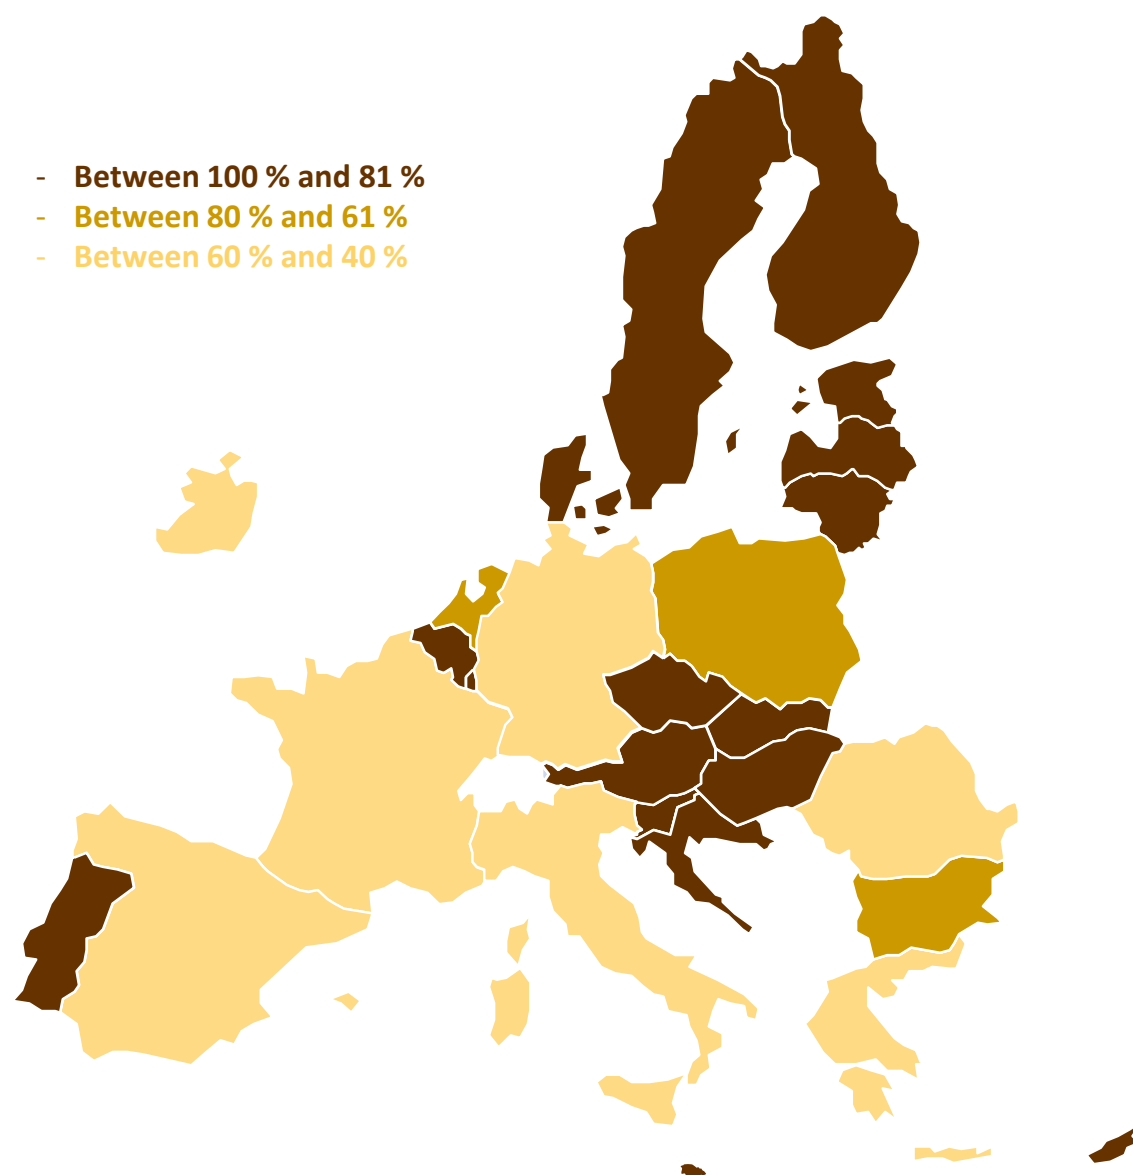 - Between 100 % and 81 %
- Between 80 % and 61 %
- Between 60 % and 40 %